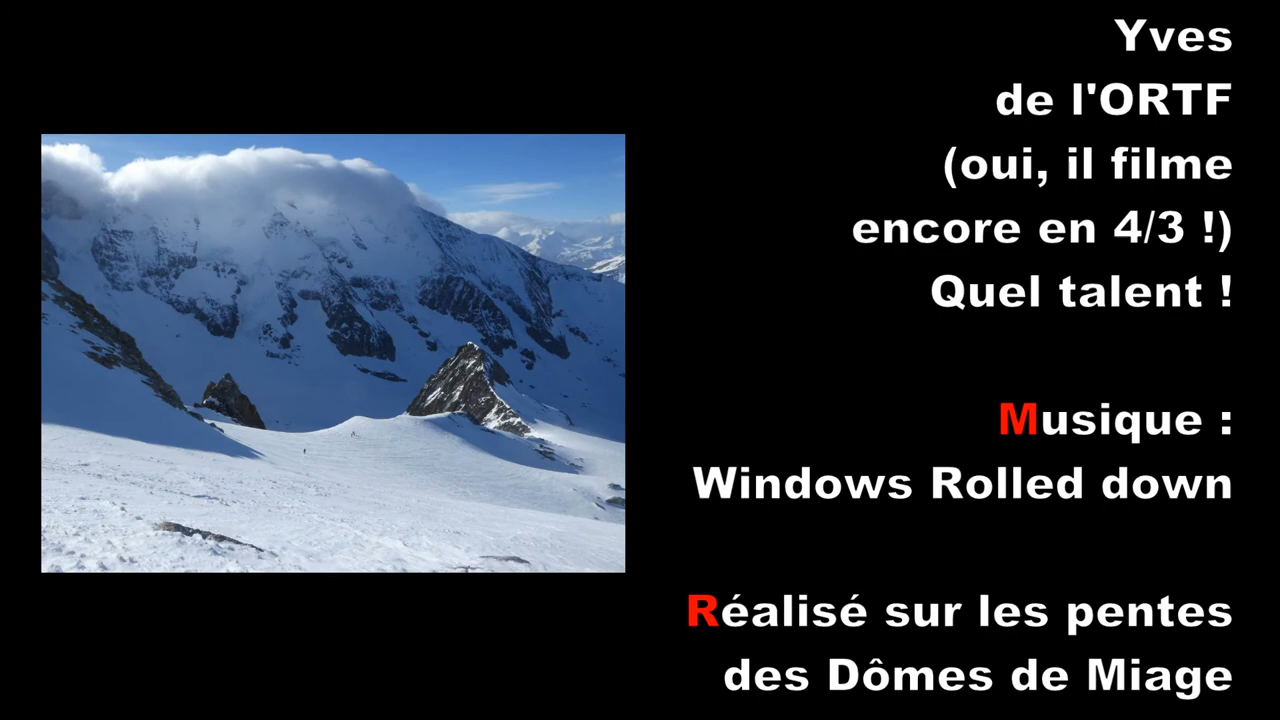 Yves
de l'ORTF
(oui, il filme
encore en 4/3 !)
Quel talent !
Musique :
Windows Rolled down
Réalisé sur les pentes
des Dômes de Miage